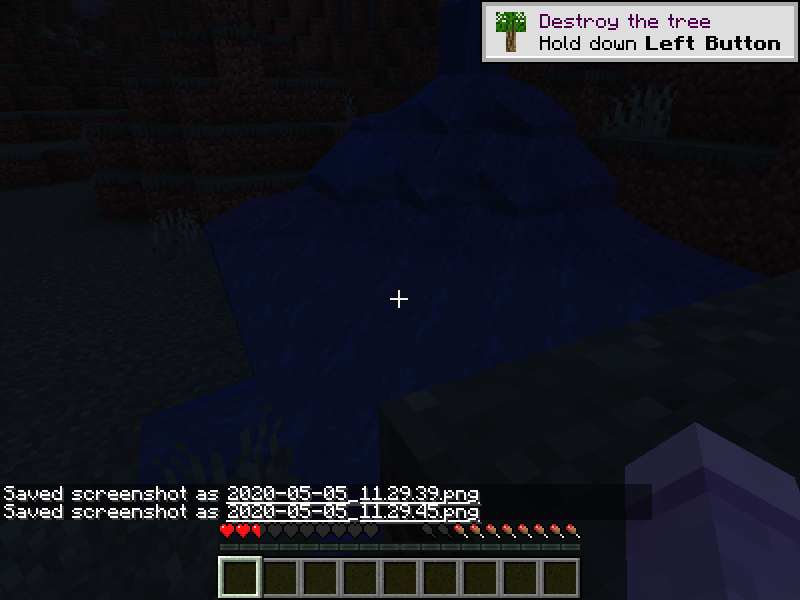 Destroy the tree
Hold down Left Button
Saved screenshot as 2020-05-05_11.29.39.png
Saved screenshot as 2020-05-05_11.29.45.png